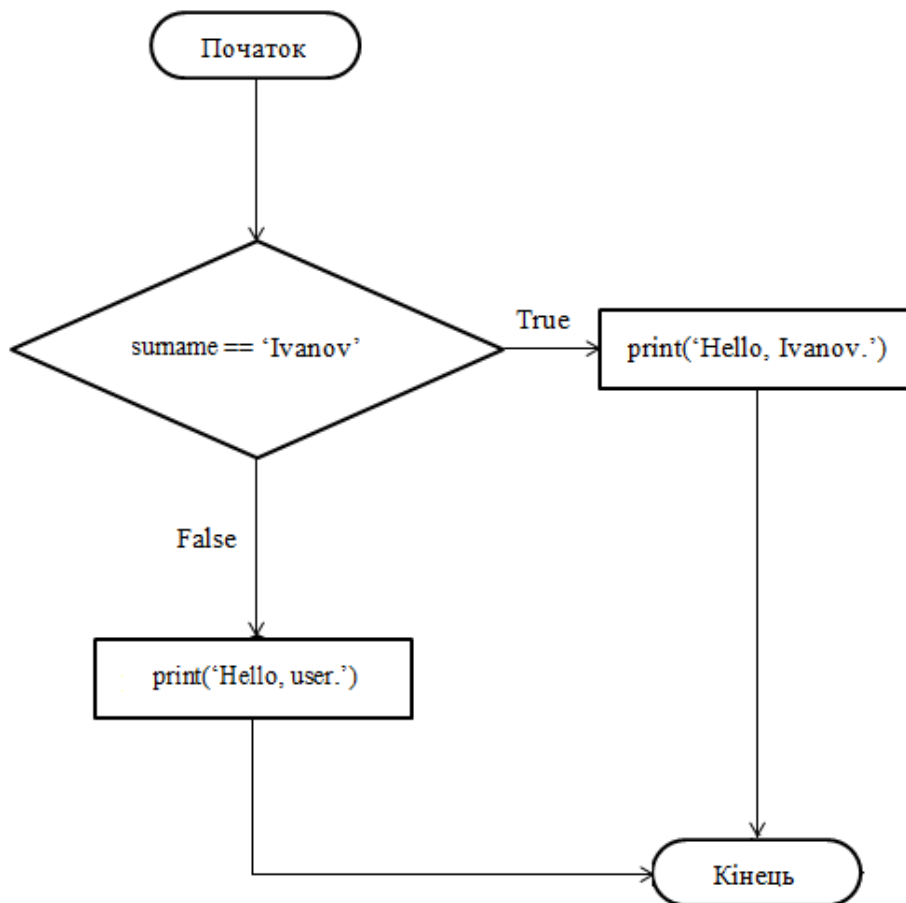 Початок
surname == ‘Ivanov’
True
print(‘Hello, Ivanov.’)
False
print(‘Hello, user.’)
Кінець